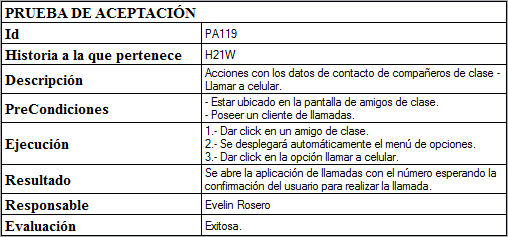 PRUEBA DE ACEPTACIÓN
Id PA119
Historia a la que pertenece H21W
Descripción Acciones con los datos de contacto de compañeros de clase -
Llamar a celular.
PreCondiciones - Estar ubicado en la pantalla de amigos de clase.
- Poseer un cliente de llamadas.
Ejecución 1.- Dar click en un amigo de clase.
2.- Se desplegará automáticamente el menú de opciones.
3.- Dar click en la opción llamar a celular.
Resultado Se abre la aplicación de llamadas con el número esperando la
confirmación del usuario para realizar la llamada.
Responsable Evelin Rosero
Evaluación Exitosa.